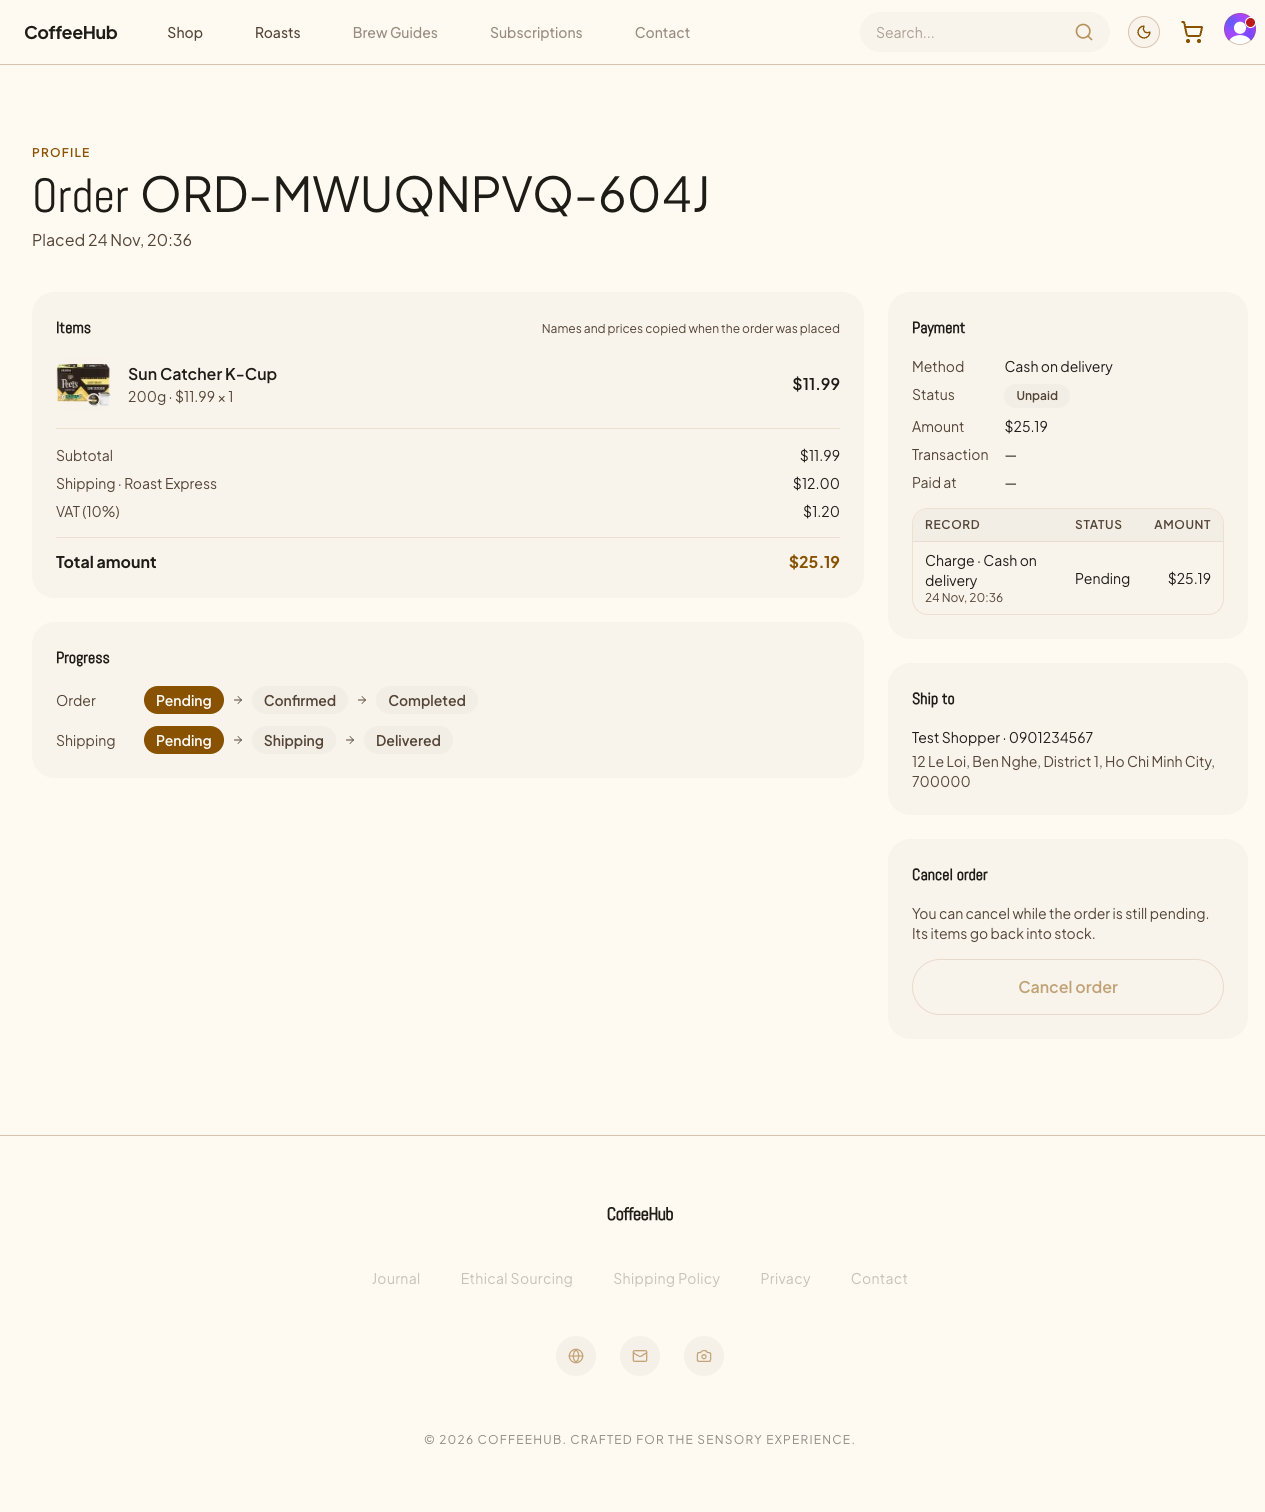 CoffeeHub
Shop
Roasts
Brew Guides
Subscriptions
Contact
Search...
PROFILE
Order ORD-MWUQNPVQ-604J
Placed 24 Nov, 20:36
Items
Names and prices copied when the order was placed
Peet's
Sun Catcher K-Cup
200g · $11.99 × 1
$11.99
Subtotal
$11.99
Shipping · Roast Express
$12.00
VAT (10%)
$1.20
Total amount
$25.19
Progress
Order
Pending → Confirmed → Completed
Shipping
Pending → Shipping → Delivered
Payment
Method
Cash on delivery
Status
Unpaid
Amount
$25.19
Transaction
—
Paid at
—
RECORD STATUS AMOUNT
Charge · Cash on
delivery
24 Nov, 20:36
Pending
$25.19
Ship to
Test Shopper · 0901234567
12 Le Loi, Ben Nghe, District 1, Ho Chi Minh City,
700000
Cancel order
You can cancel while the order is still pending.
Its items go back into stock.
Cancel order
CoffeeHub
Journal
Ethical Sourcing
Shipping Policy
Privacy
Contact
© 2026 COFFEEHUB. CRAFTED FOR THE SENSORY EXPERIENCE.